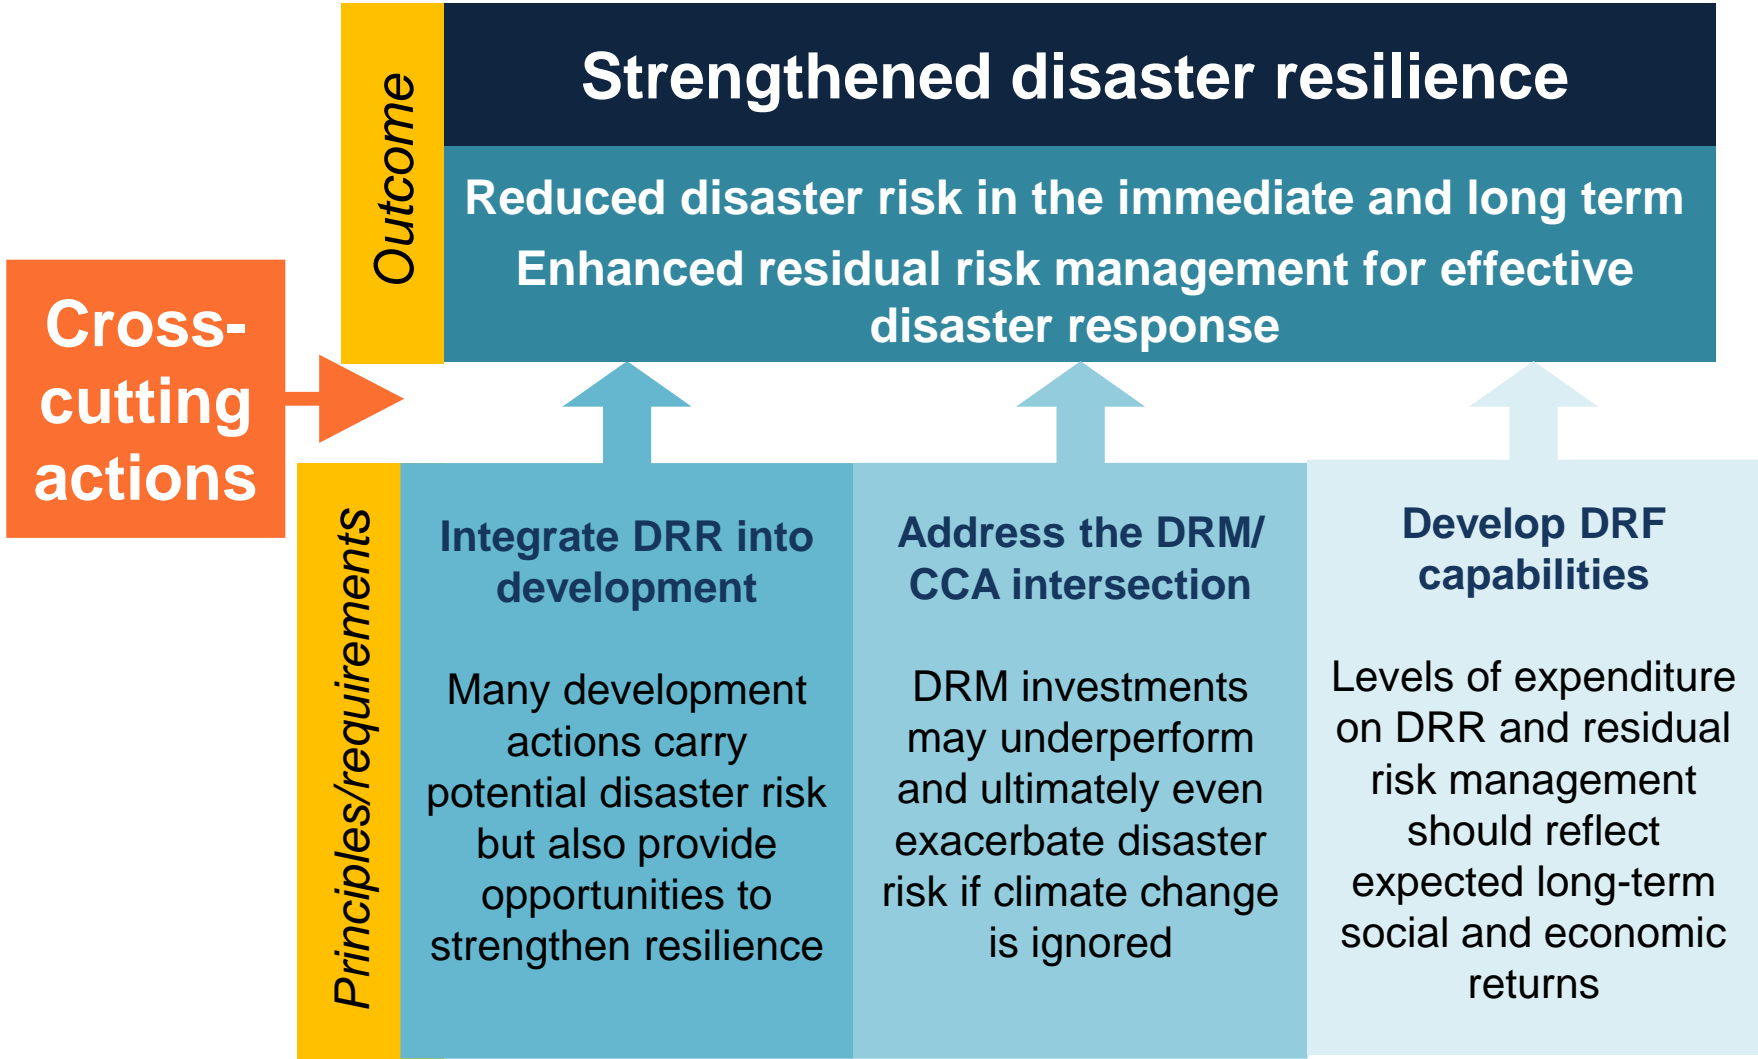 Outcome
Strengthened disaster resilience
Reduced disaster risk in the immediate and long term
Enhanced residual risk management for effective
disaster response
Cross-
cutting
actions
Principles/requirements
Integrate DRR into
development
Many development
actions carry
potential disaster risk
but also provide
opportunities to
strengthen resilience
Address the DRM/
CCA intersection
DRM investments
may underperform
and ultimately even
exacerbate disaster
risk if climate change
is ignored
Develop DRF
capabilities
Levels of expenditure
on DRR and residual
risk management
should reflect
expected long-term
social and economic
returns